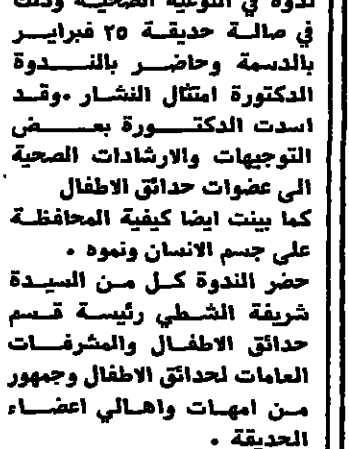 ندوة في التوعية الصحية وذلك
في صالة حديقة ٢٥ فبراير
بالدسمة وحاضر بالندوة
الدكتورة امتثال النشار ٠وقد
اسدت الدكتورة بعض
التوجيهات والارشادات الصحية
الى عضوات حدائق الاطفال
كما بينت ايضا كيفية المحافظة
على جسم الانسان ونموه ٠
حضر الندوة كل من السيدة
شريفة الشطي رئيسة قسم
حدائق الاطفال والمشرفات
العامات لحدائق الاطفال وجمهور
من امهات واهالي اعضاء
الحديقة ٠